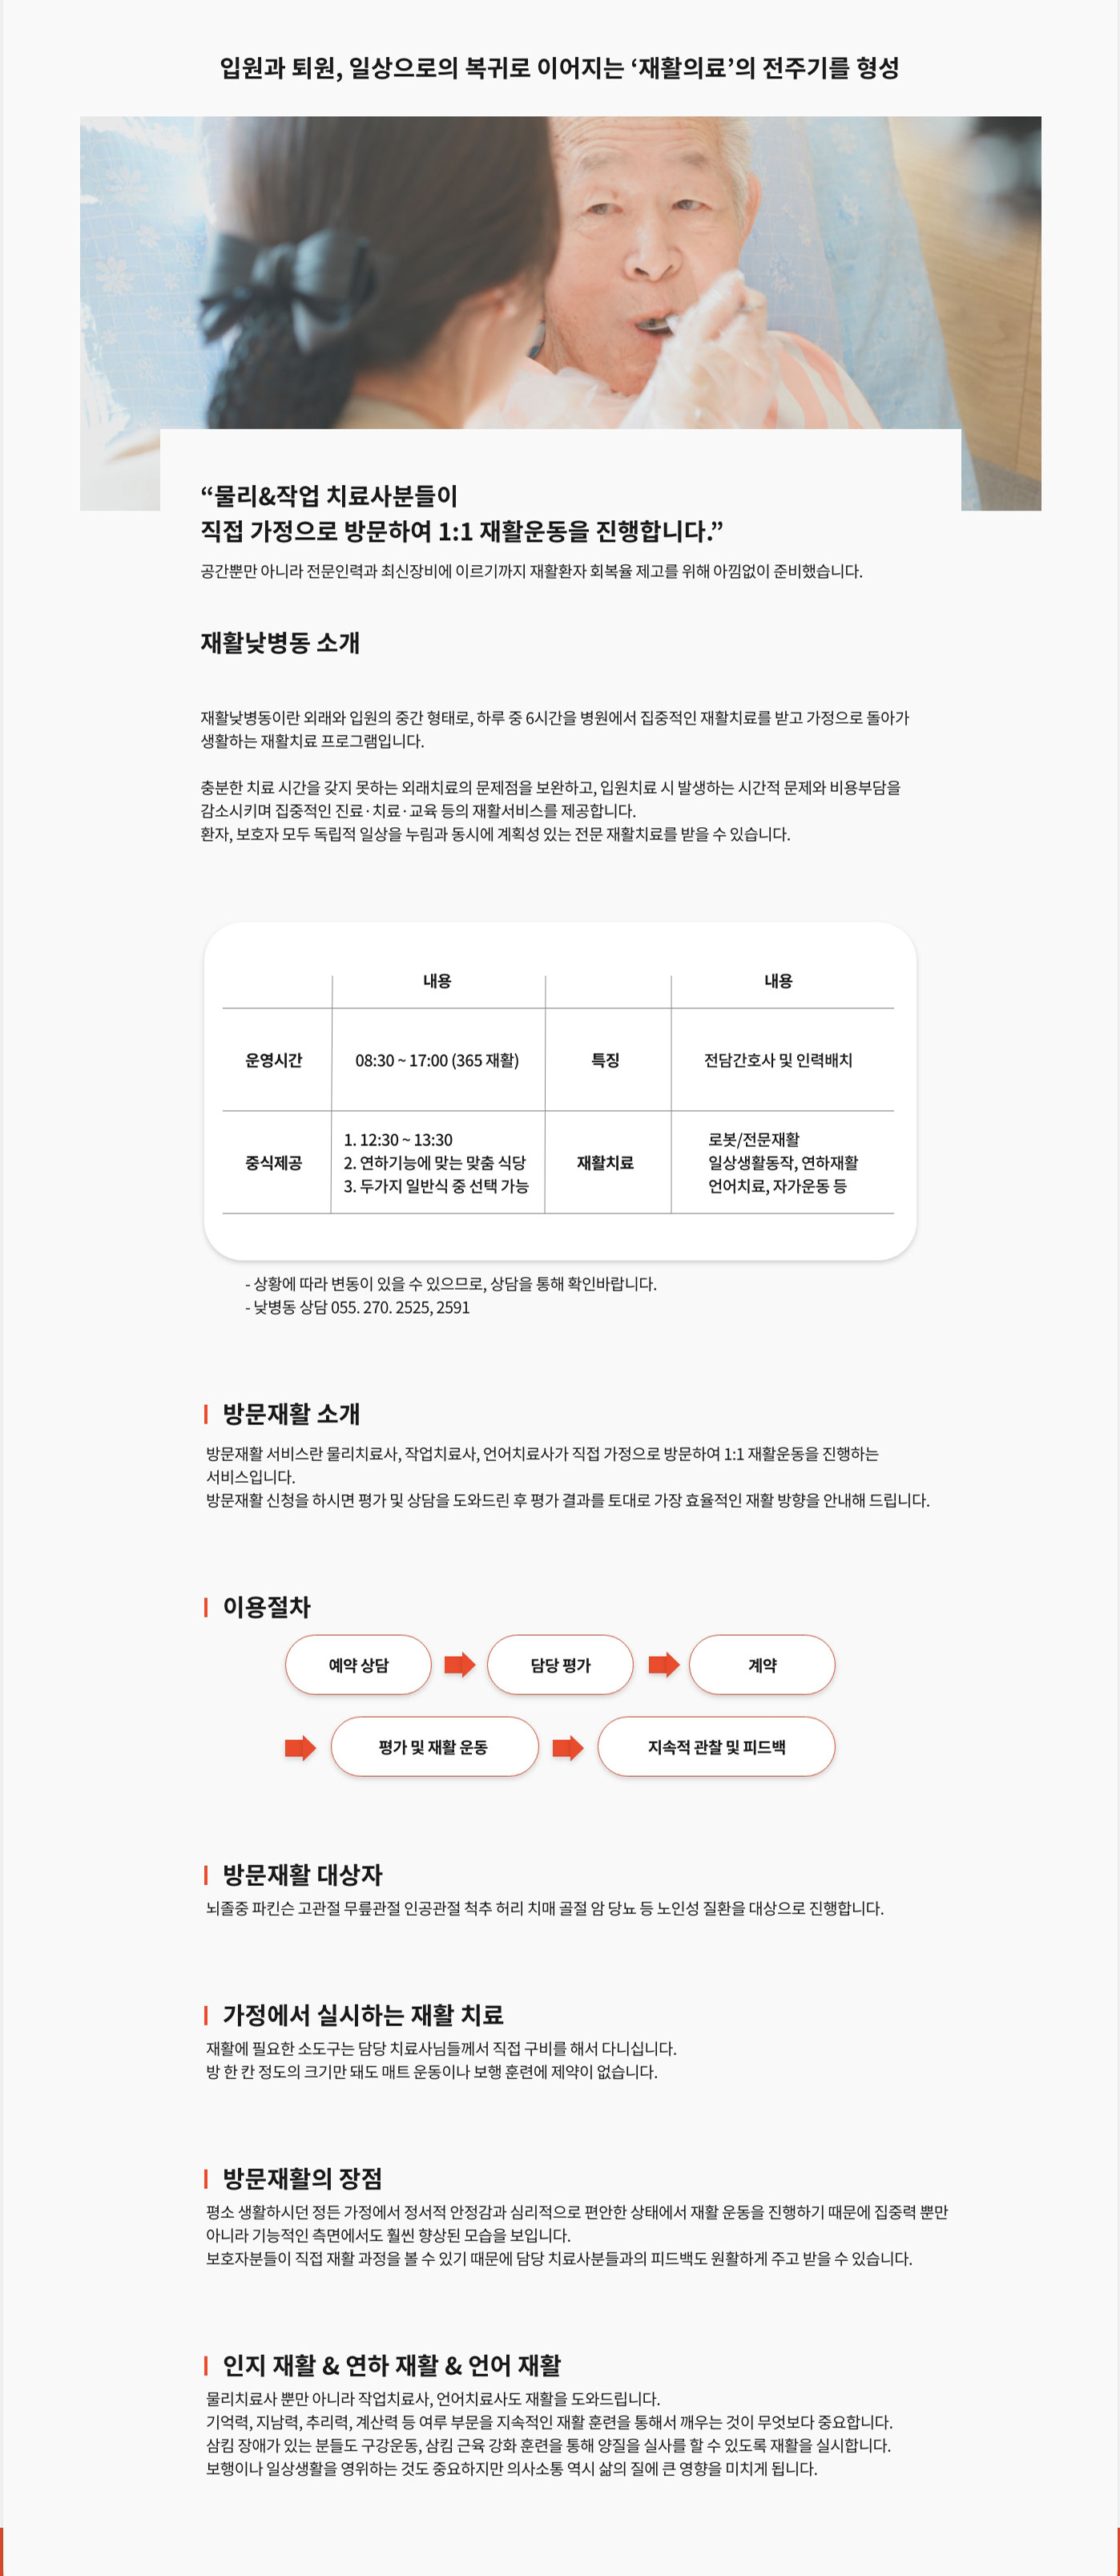 입원과 퇴원, 일상으로의 복귀로 이어지는 ‘재활의료’의 전주기를 형성
“물리&작업 치료사분들이
직접 가정으로 방문하여 1:1 재활운동을 진행합니다.”
공간뿐만 아니라 전문인력과 최신장비에 이르기까지 재활환자 회복율 제고를 위해 아낌없이 준비했습니다.
재활낮병동 소개
재활낮병동이란 외래와 입원의 중간 형태로, 하루 중 6시간을 병원에서 집중적인 재활치료를 받고 가정으로 돌아가
생활하는 재활치료 프로그램입니다.
충분한 치료 시간을 갖지 못하는 외래치료의 문제점을 보완하고, 입원치료 시 발생하는 시간적 문제와 비용부담을
감소시키며 집중적인 진료·치료·교육 등의 재활서비스를 제공합니다.
환자, 보호자 모두 독립적 일상을 누림과 동시에 계획성 있는 전문 재활치료를 받을 수 있습니다.
내용 내용
운영시간 08:30 ~ 17:00 (365 재활) 특징 전담간호사 및 인력배치
중식제공
1. 12:30 ~ 13:30
2. 연하기능에 맞는 맞춤 식당
3. 두가지 일반식 중 선택 가능
재활치료
로봇/전문재활
일상생활동작, 연하재활
언어치료, 자가운동 등
- 상황에 따라 변동이 있을 수 있으므로, 상담을 통해 확인바랍니다.
- 낮병동 상담 055. 270. 2525, 2591
방문재활 소개
방문재활 서비스란 물리치료사, 작업치료사, 언어치료사가 직접 가정으로 방문하여 1:1 재활운동을 진행하는
서비스입니다.
방문재활 신청을 하시면 평가 및 상담을 도와드린 후 평가 결과를 토대로 가장 효율적인 재활 방향을 안내해 드립니다.
이용절차
예약 상담 담당 평가 계약
평가 및 재활 운동 지속적 관찰 및 피드백
방문재활 대상자
뇌졸중 파킨슨 고관절 무릎관절 인공관절 척추 허리 치매 골절 암 당뇨 등 노인성 질환을 대상으로 진행합니다.
가정에서 실시하는 재활 치료
재활에 필요한 소도구는 담당 치료사님들께서 직접 구비를 해서 다니십니다.
방 한 칸 정도의 크기만 돼도 매트 운동이나 보행 훈련에 제약이 없습니다.
방문재활의 장점
평소 생활하시던 정든 가정에서 정서적 안정감과 심리적으로 편안한 상태에서 재활 운동을 진행하기 때문에 집중력 뿐만
아니라 기능적인 측면에서도 훨씬 향상된 모습을 보입니다.
보호자분들이 직접 재활 과정을 볼 수 있기 때문에 담당 치료사분들과의 피드백도 원활하게 주고 받을 수 있습니다.
인지 재활 & 연하 재활 & 언어 재활
물리치료사 뿐만 아니라 작업치료사, 언어치료사도 재활을 도와드립니다.
기억력, 지남력, 추리력, 계산력 등 여루 부문을 지속적인 재활 훈련을 통해서 깨우는 것이 무엇보다 중요합니다.
삼킴 장애가 있는 분들도 구강운동, 삼킴 근육 강화 훈련을 통해 양질을 실사를 할 수 있도록 재활을 실시합니다.
보행이나 일상생활을 영위하는 것도 중요하지만 의사소통 역시 삶의 질에 큰 영향을 미치게 됩니다.